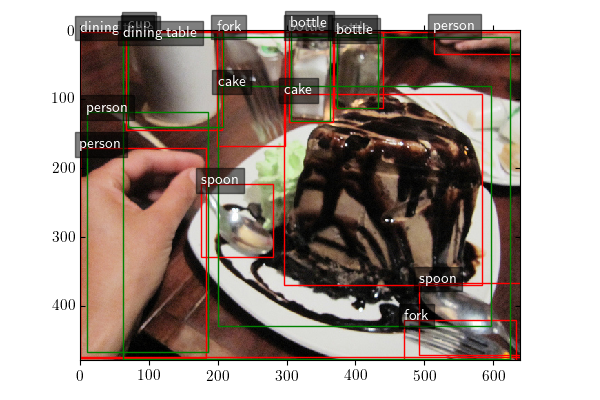 0
dining
cup
dining table
fork
bottle
bottle
person
cake
cake
100
person
person
200
spoon
300
spoon
400
fork
0 100 200 300 400 500 600